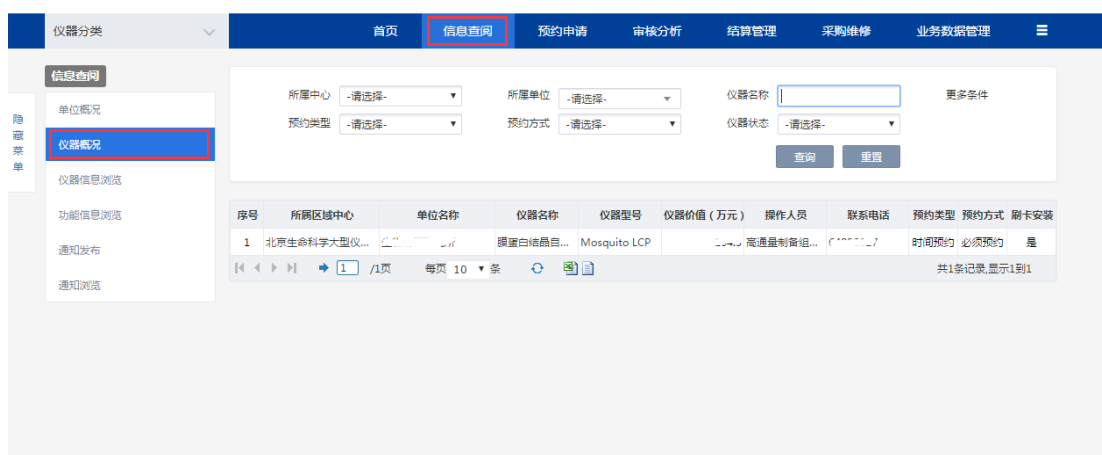 仪器分类 首页 信息查阅 预约申请 审核分析 结算管理 采购维修 业务数据管理
信息查阅
隐藏菜单
单位概况
仪器概况
仪器信息浏览
功能信息浏览
通知发布
通知浏览
所属中心 -请选择- 所属单位 -请选择- 仪器名称 更多条件
预约类型 -请选择- 预约方式 -请选择- 仪器状态 -请选择-
查询 重置
序号 所属区域中心 单位名称 仪器名称 仪器型号 仪器价值(万元) 操作人员 联系电话 预约类型 预约方式 刷卡安装
1 北京生命科学大型仪... 膜蛋白结晶自... Mosquito LCP 高通量制备组... 时间预约 必须预约 是
1 /1页 每页 10 条 共1条记录,显示1到1